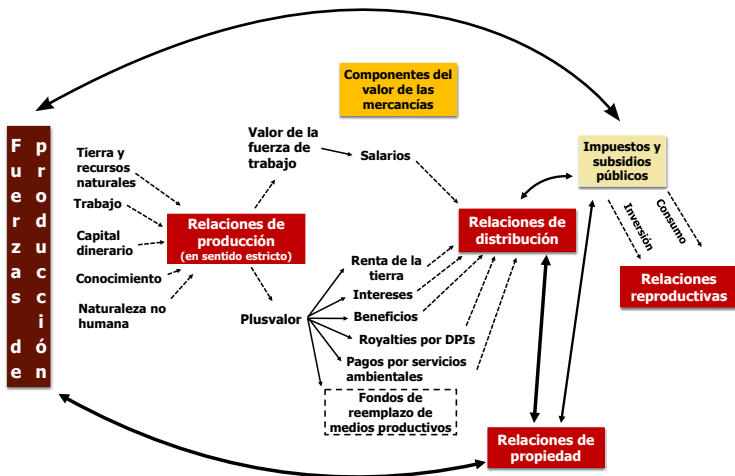 Fuerzas de
producción
Componentes del
valor de las
mercancías
Tierra y
recursos
naturales
Trabajo
Capital
dinerario
Conocimiento
Naturaleza no
humana
Relaciones de
producción
(en sentido estricto)
Valor de la
fuerza de
trabajo
Salarios
Plusvalor
Renta de la
tierra
Intereses
Beneficios
Royalties por DPIs
Pagos por servicios
ambientales
Fondos de
reemplazo de
medios productivos
Relaciones de
distribución
Impuestos y
subsidios
públicos
Inversión
Consumo
Relaciones
reproductivas
Relaciones de
propiedad